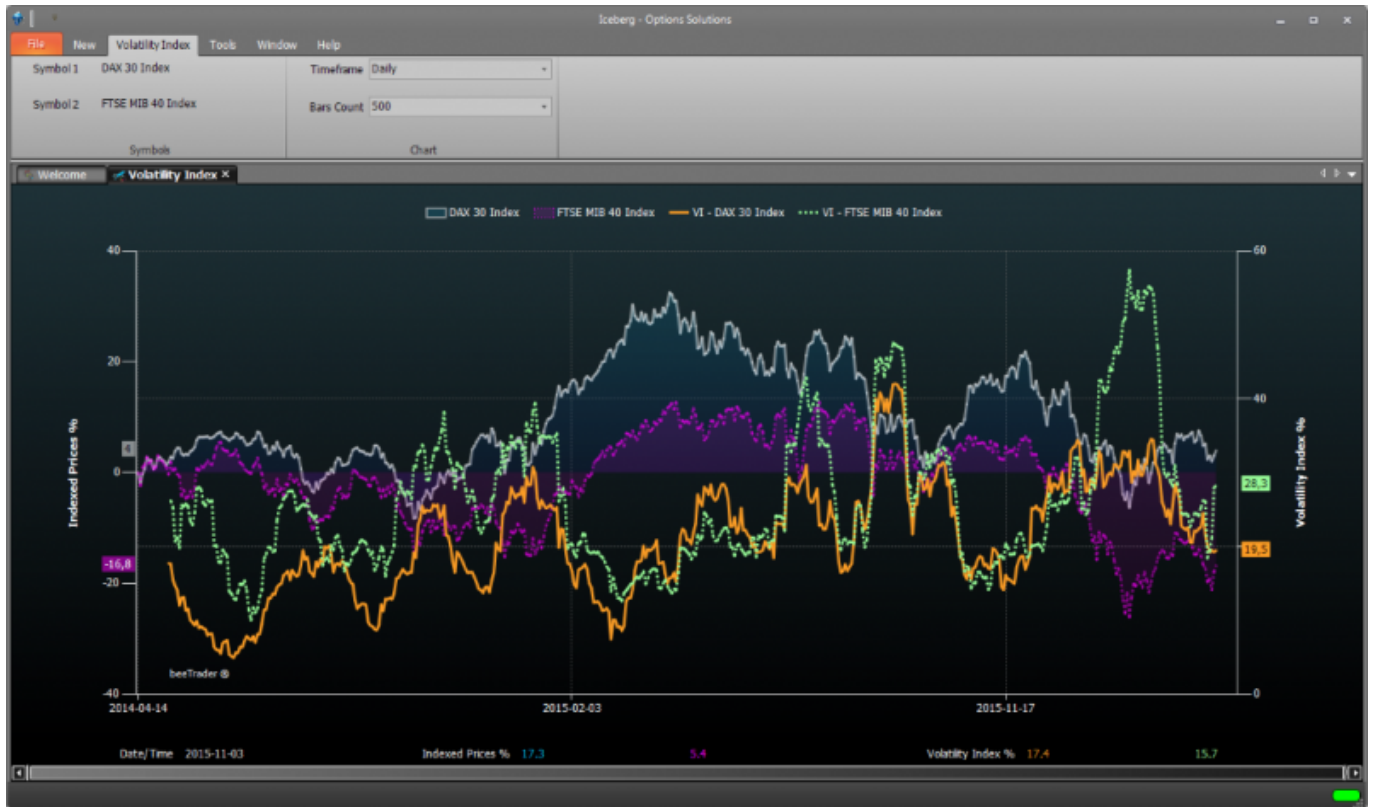 Iceberg - Options Solutions
File New Volatility Index Tools Window Help
Symbol 1 DAX 30 Index Timeframe Daily
Symbol 2 FTSE MIB 40 Index Bars Count 500
Symbols Chart
Welcome Volatility Index ×
DAX 30 Index FTSE MIB 40 Index VI - DAX 30 Index VI - FTSE MIB 40 Index
40 60
20
40
Indexed Prices %
4
0
28,3
Volatility Index %
-16,8
19,5
-20
beeTrader ®
-40 0
2014-04-14 2015-02-03 2015-11-17
Date/Time 2015-11-03 Indexed Prices % 17.3 5.4 Volatility Index % 17.4 15.7